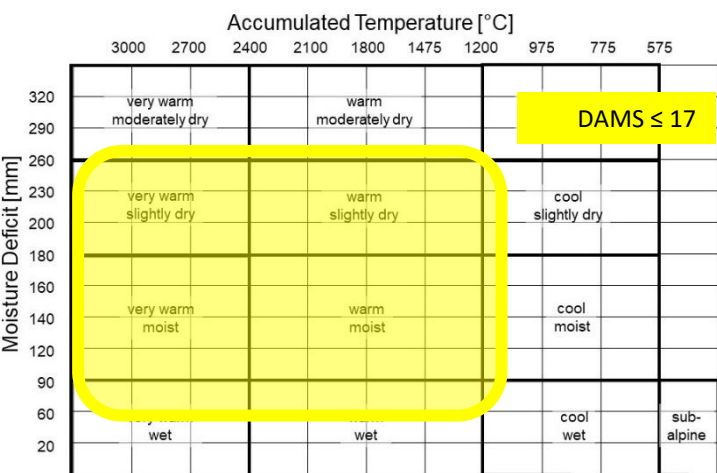 Accumulated Temperature [°C]
3000 2700 2400 2100 1800 1475 1200 975 775 575
Moisture Deficit [mm]
320
290
260
230
200
180
160
140
120
90
60
20
very warm
moderately dry
warm
moderately dry
DAMS ≤ 17
very warm
slightly dry
warm
slightly dry
cool
slightly dry
very warm
moist
warm
moist
cool
moist
wet
wet
cool
wet
sub-
alpine